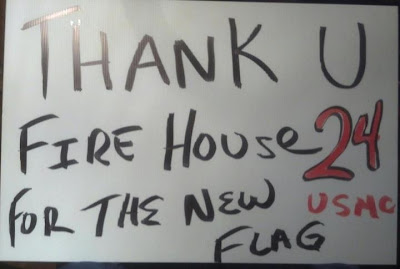 THANK U
FIRE HOUSE 24
FOR THE NEW USMC
FLAG